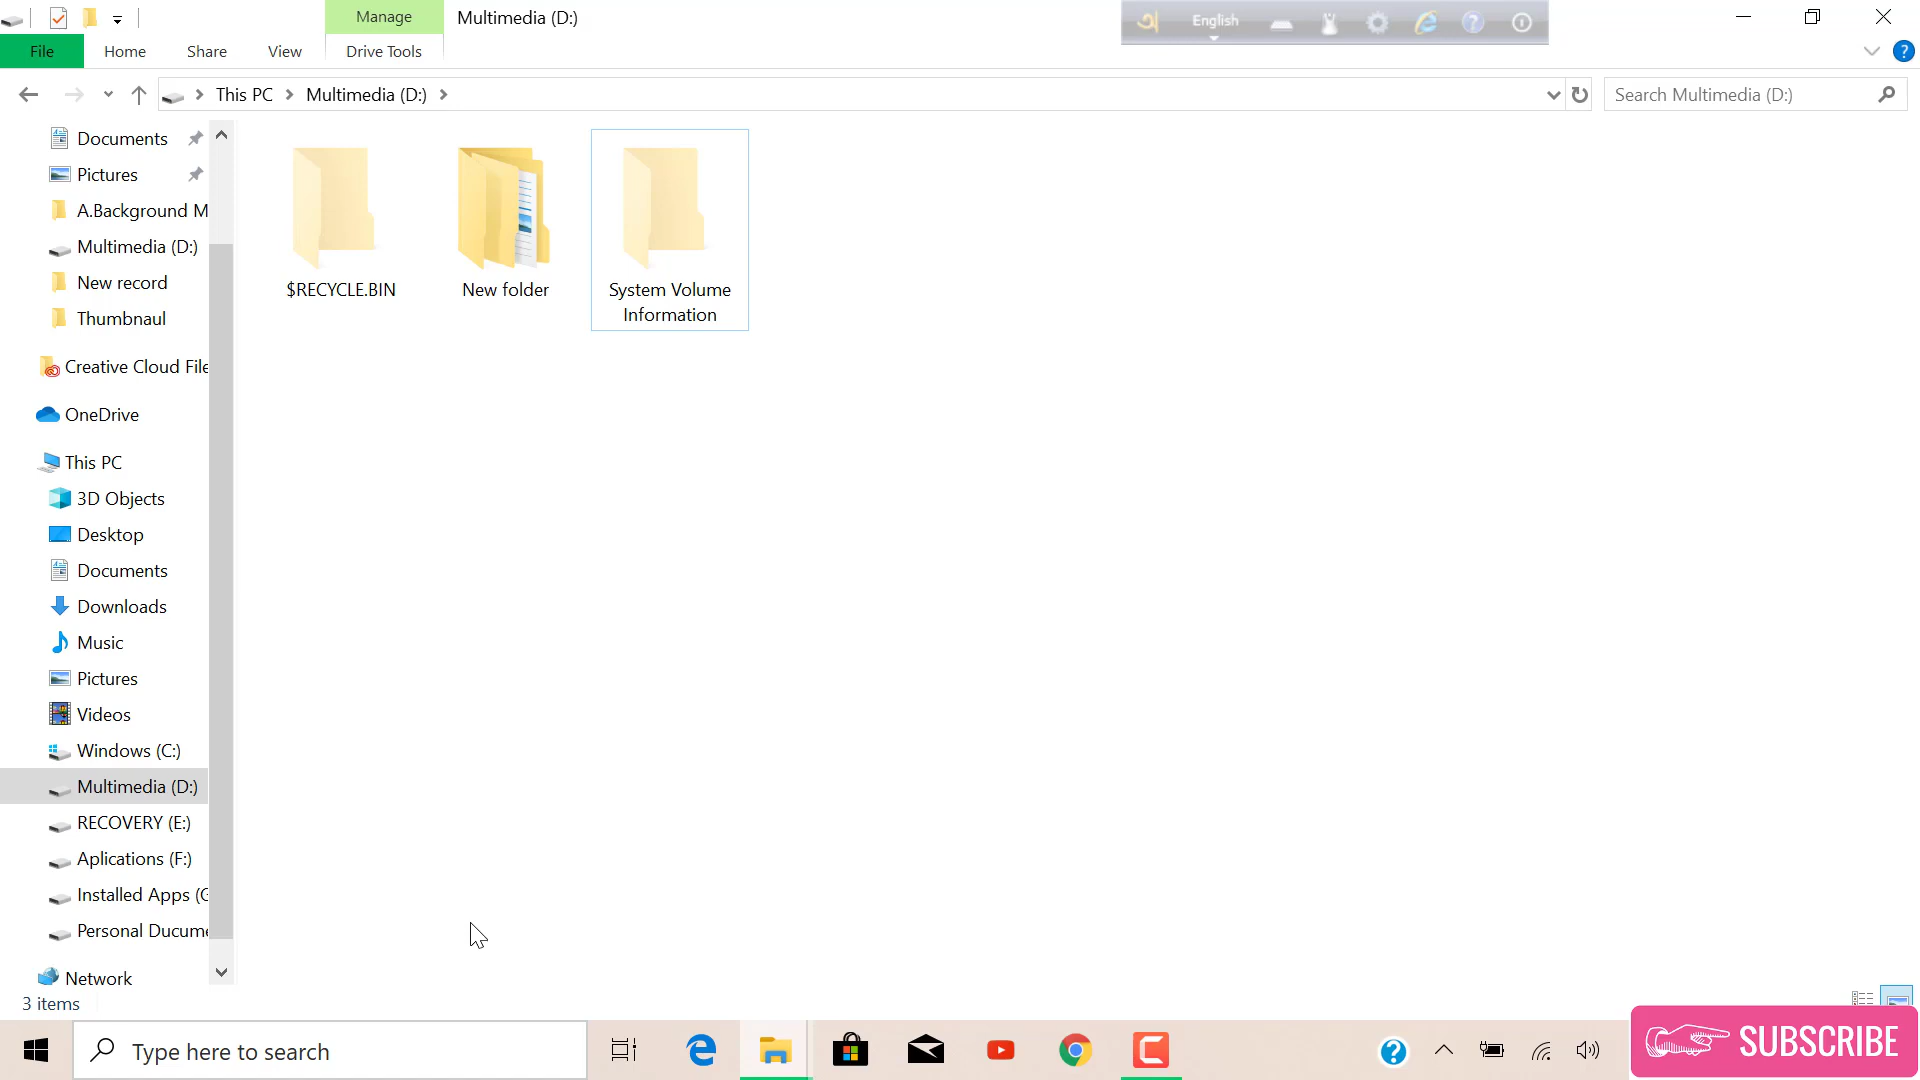 Manage
Multimedia (D:)
English
File
Home
Share
View
Drive Tools
This PC
Multimedia (D:)
Search Multimedia (D:)
Documents
Pictures
A.Background M
Multimedia (D:)
New record
Thumbnaul
Creative Cloud File
OneDrive
This PC
3D Objects
Desktop
Documents
Downloads
Music
Pictures
Videos
Windows (C:)
Multimedia (D:)
RECOVERY (E:)
Aplications (F:)
Installed Apps (G
Personal Ducume
Network
$RECYCLE.BIN
New folder
System Volume
Information
3 items
Type here to search
SUBSCRIBE